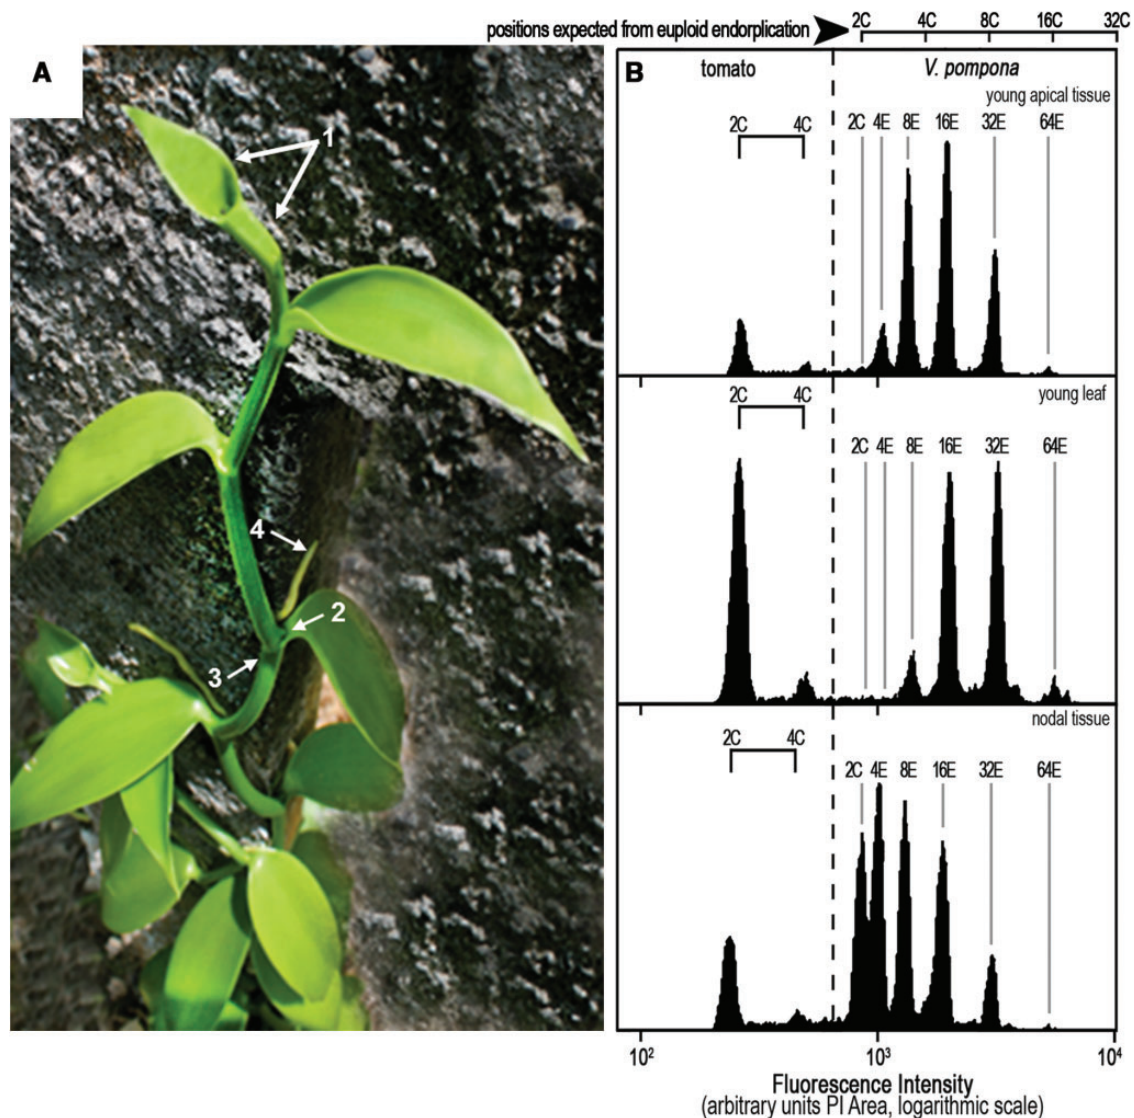 positions expected from euploid endorplication 2C 4C 8C 16C 32C
A
1
4
2
3
B tomato V. pompona
young apical tissue
2C 4C 2C 4E 8E 16E 32E 64E
young leaf
2C 4C 2C 4E 8E 16E 32E 64E
nodal tissue
2C 4C 2C 4E 8E 16E 32E 64E
10² 10³ 10⁴
Fluorescence Intensity
(arbitrary units PI Area, logarithmic scale)